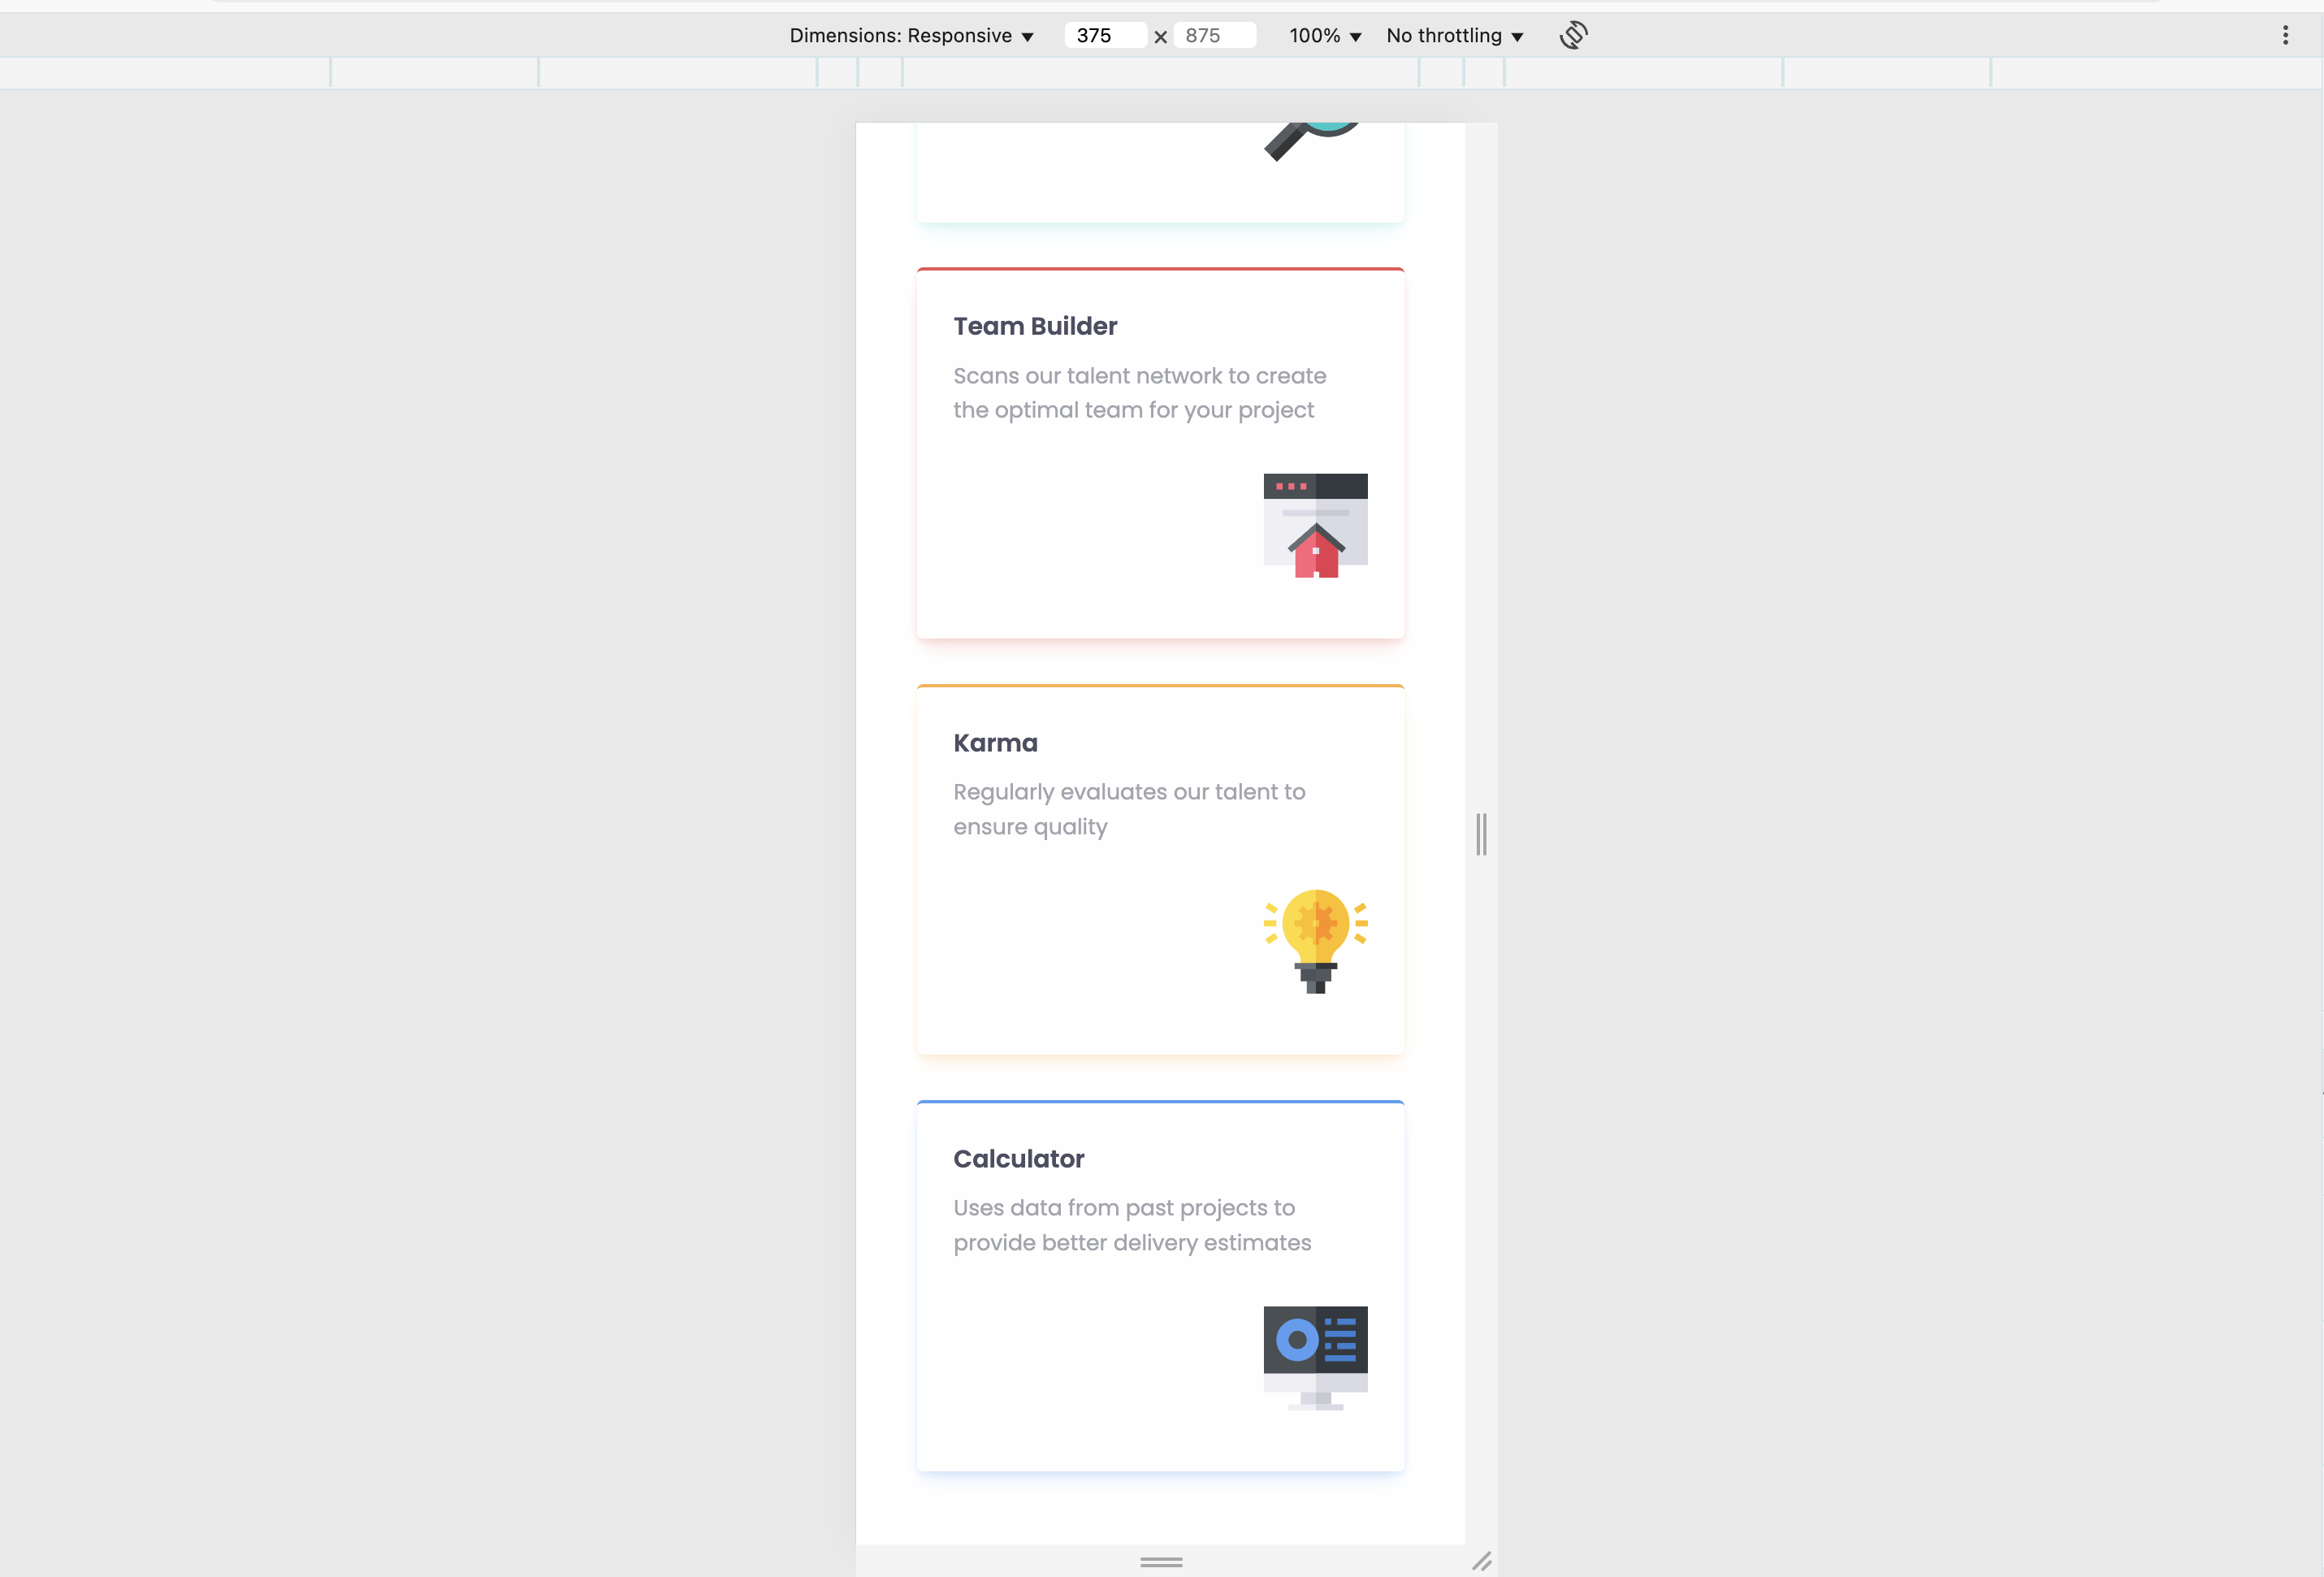 Dimensions: Responsive ▼ 375 × 875 100% ▼ No throttling ▼
Team Builder
Scans our talent network to create
the optimal team for your project
Karma
Regularly evaluates our talent to
ensure quality
Calculator
Uses data from past projects to
provide better delivery estimates